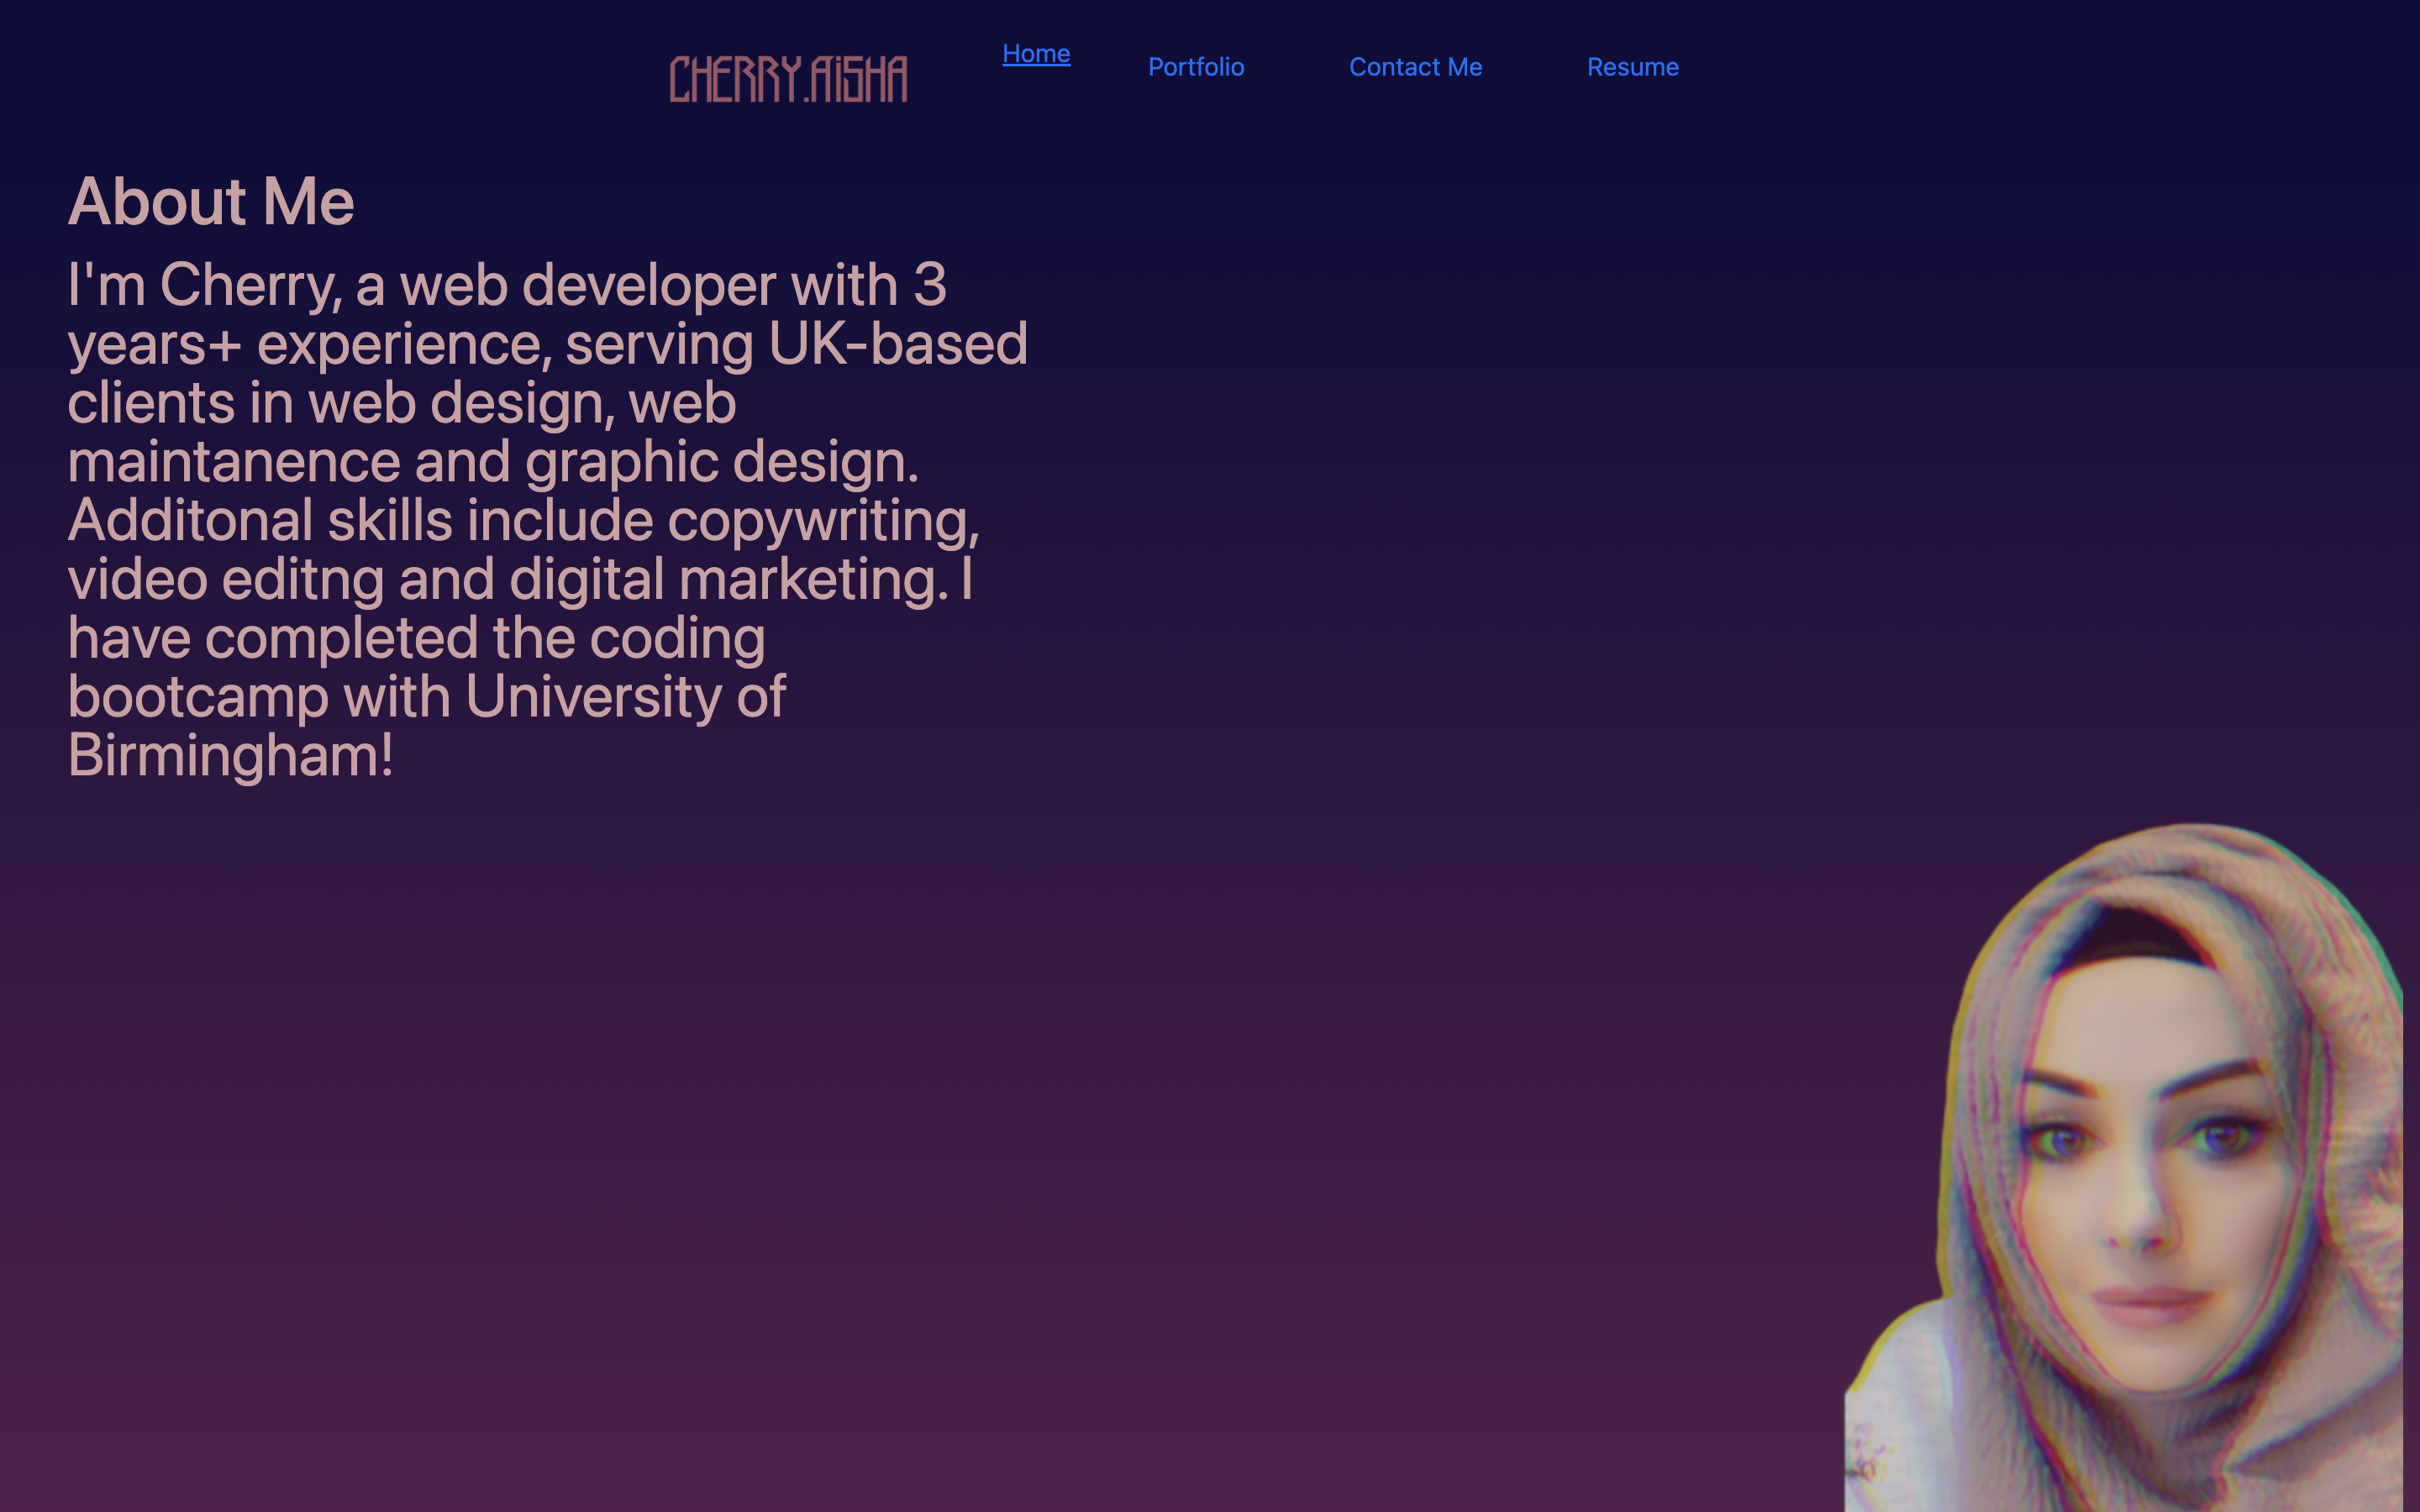 CHERRY.AiSHA Home Portfolio Contact Me Resume
About Me
I'm Cherry, a web developer with 3
years+ experience, serving UK-based
clients in web design, web
maintanence and graphic design.
Additonal skills include copywriting,
video editng and digital marketing. I
have completed the coding
bootcamp with University of
Birmingham!